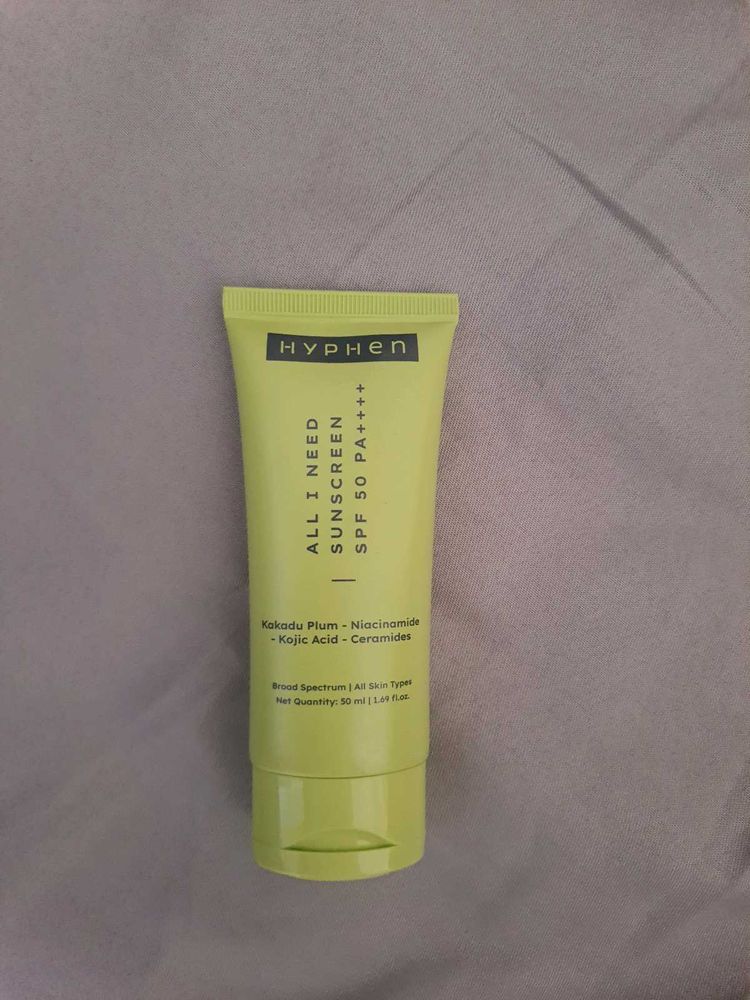 HYPHEN
ALL I NEED
SUNSCREEN
SPF 50 PA++++
Kakadu Plum - Niacinamide
- Kojic Acid - Ceramides
Broad Spectrum | All Skin Types
Net Quantity: 50 ml | 1.69 fl.oz.